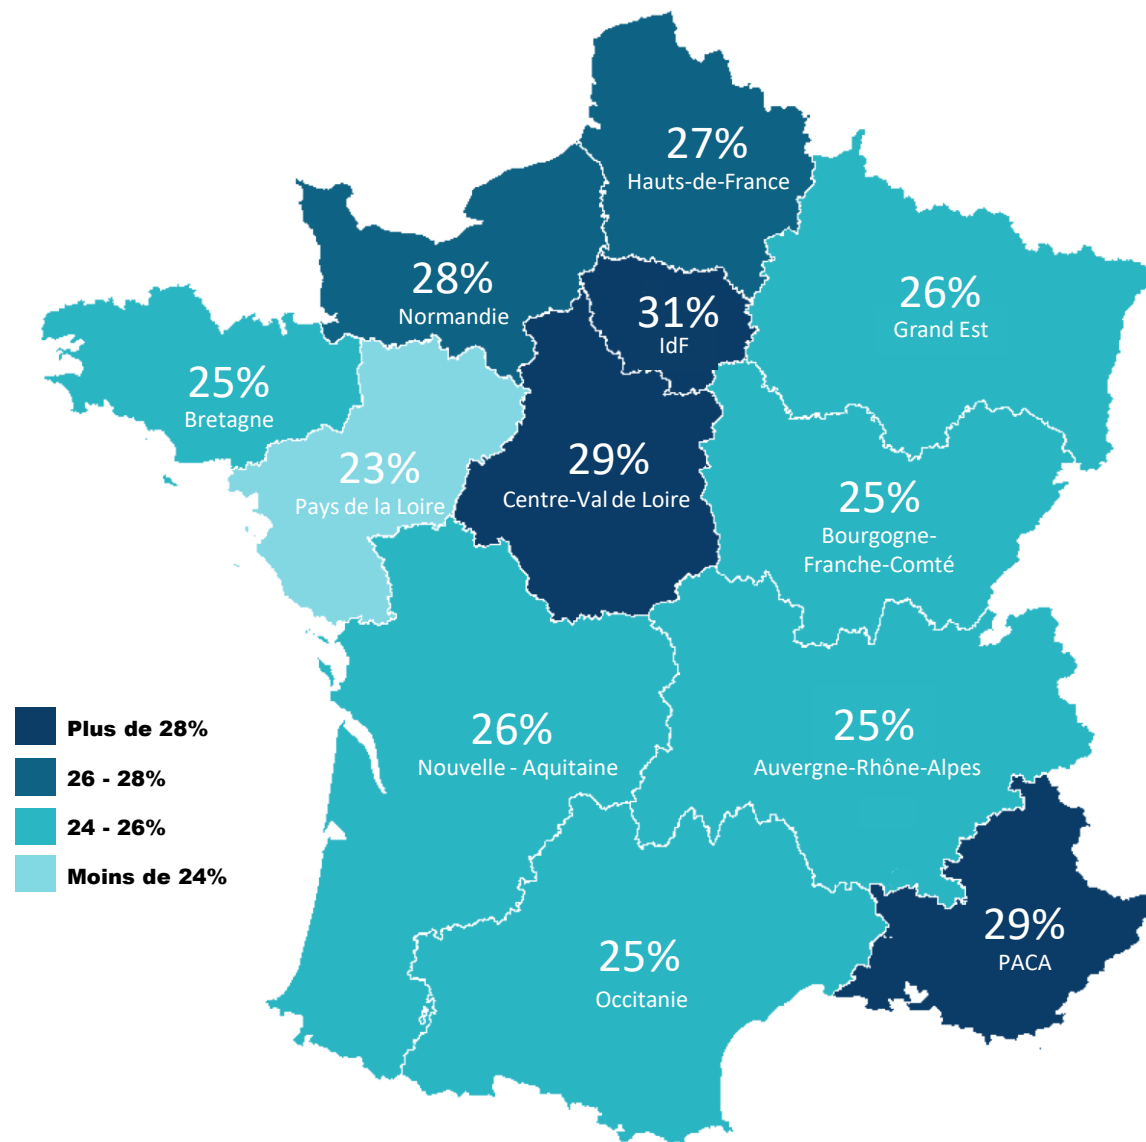 27%
Hauts-de-France
28%
Normandie
31%
IdF
26%
Grand Est
25%
Bretagne
23%
Pays de la Loire
29%
Centre-Val de Loire
25%
Bourgogne-
Franche-Comté
26%
Nouvelle - Aquitaine
25%
Auvergne-Rhône-Alpes
25%
Occitanie
29%
PACA
Plus de 28%
26 - 28%
24 - 26%
Moins de 24%